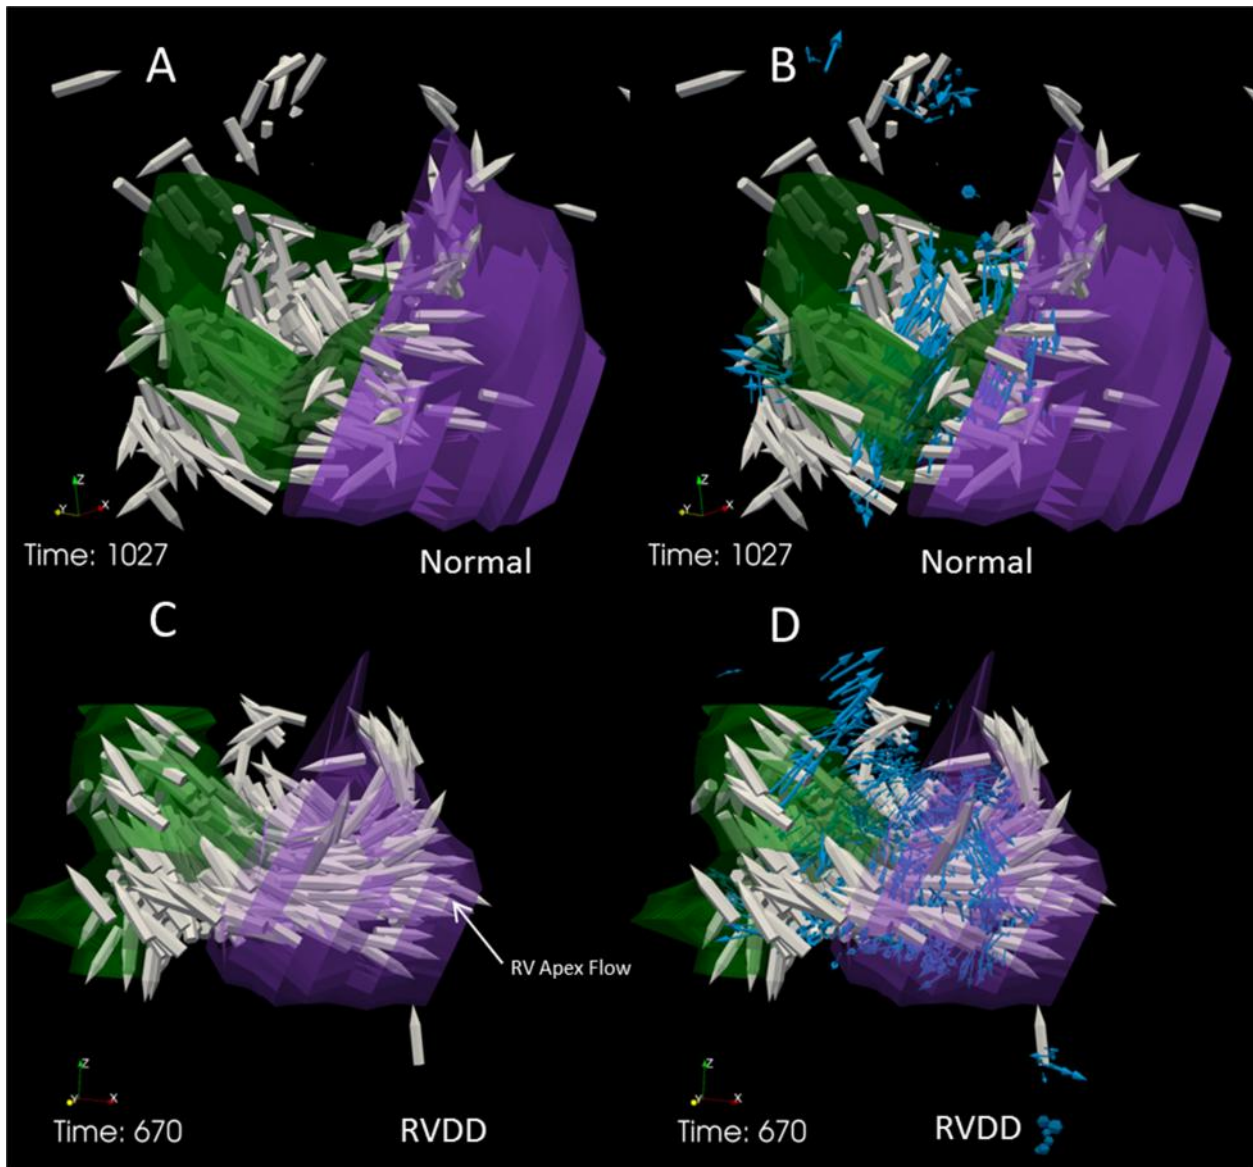 A
B
Z
Y
X
Time: 1027
Normal
Z
Y
X
Time: 1027
Normal
C
D
RV Apex Flow
Z
Y
X
Time: 670
RVDD
Z
Y
X
Time: 670
RVDD